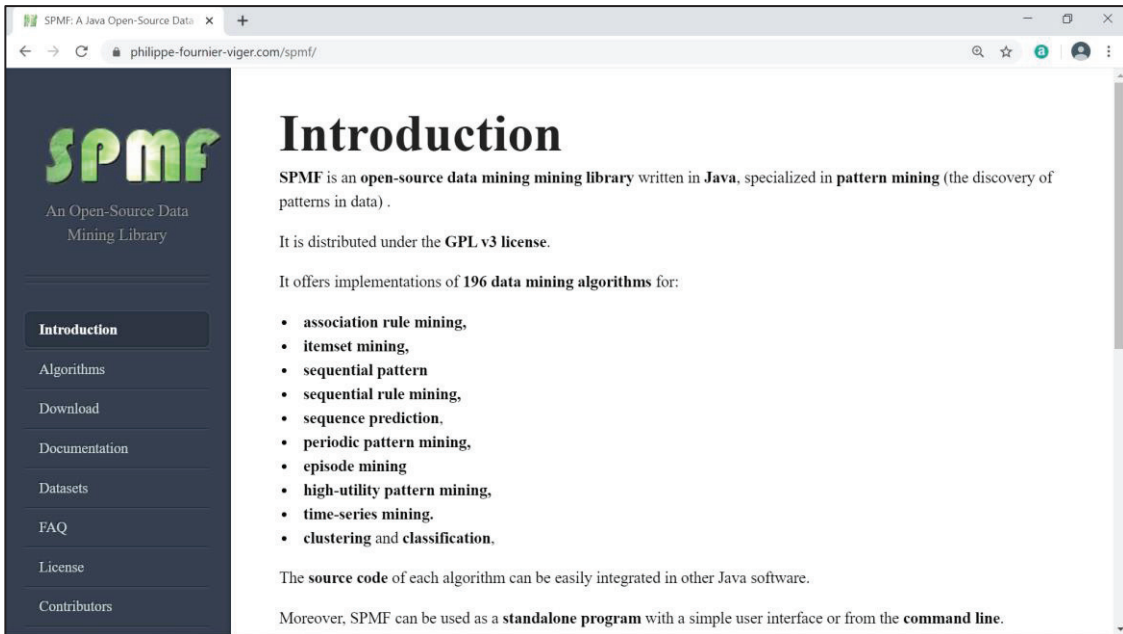 SPMF: A Java Open-Source Data
philippe-fournier-viger.com/spmf/
a
SPMF
An Open-Source Data
Mining Library
Introduction
Algorithms
Download
Documentation
Datasets
FAQ
License
Contributors
Introduction
SPMF is an open-source data mining mining library written in Java, specialized in pattern mining (the discovery of
patterns in data) .
It is distributed under the GPL v3 license.
It offers implementations of 196 data mining algorithms for:
• association rule mining,
• itemset mining,
• sequential pattern
• sequential rule mining,
• sequence prediction,
• periodic pattern mining,
• episode mining
• high-utility pattern mining,
• time-series mining.
• clustering and classification,
The source code of each algorithm can be easily integrated in other Java software.
Moreover, SPMF can be used as a standalone program with a simple user interface or from the command line.